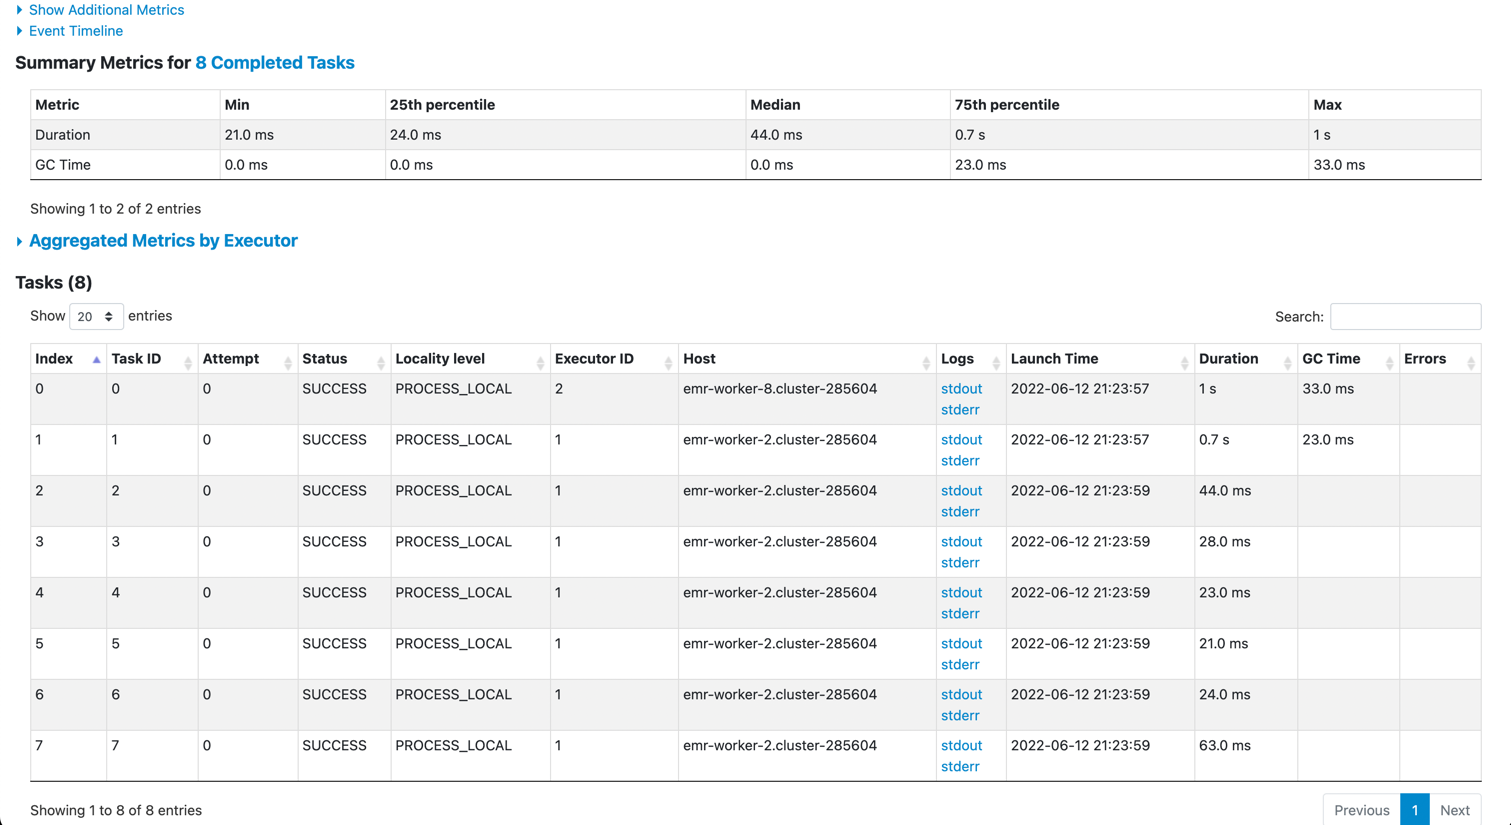 Show Additional Metrics
Event Timeline
Summary Metrics for 8 Completed Tasks
Metric Min 25th percentile Median 75th percentile Max
Duration 21.0 ms 24.0 ms 44.0 ms 0.7 s 1 s
GC Time 0.0 ms 0.0 ms 0.0 ms 23.0 ms 33.0 ms
Showing 1 to 2 of 2 entries
Aggregated Metrics by Executor
Tasks (8)
Show 20 entries Search:
Index Task ID Attempt Status Locality level Executor ID Host Logs Launch Time Duration GC Time Errors
0 0 0 SUCCESS PROCESS_LOCAL 2 emr-worker-8.cluster-285604 stdout 2022-06-12 21:23:57 1 s 33.0 ms
stderr
1 1 0 SUCCESS PROCESS_LOCAL 1 emr-worker-2.cluster-285604 stdout 2022-06-12 21:23:57 0.7 s 23.0 ms
stderr
2 2 0 SUCCESS PROCESS_LOCAL 1 emr-worker-2.cluster-285604 stdout 2022-06-12 21:23:59 44.0 ms
stderr
3 3 0 SUCCESS PROCESS_LOCAL 1 emr-worker-2.cluster-285604 stdout 2022-06-12 21:23:59 28.0 ms
stderr
4 4 0 SUCCESS PROCESS_LOCAL 1 emr-worker-2.cluster-285604 stdout 2022-06-12 21:23:59 23.0 ms
stderr
5 5 0 SUCCESS PROCESS_LOCAL 1 emr-worker-2.cluster-285604 stdout 2022-06-12 21:23:59 21.0 ms
stderr
6 6 0 SUCCESS PROCESS_LOCAL 1 emr-worker-2.cluster-285604 stdout 2022-06-12 21:23:59 24.0 ms
stderr
7 7 0 SUCCESS PROCESS_LOCAL 1 emr-worker-2.cluster-285604 stdout 2022-06-12 21:23:59 63.0 ms
stderr
Showing 1 to 8 of 8 entries Previous 1 Next